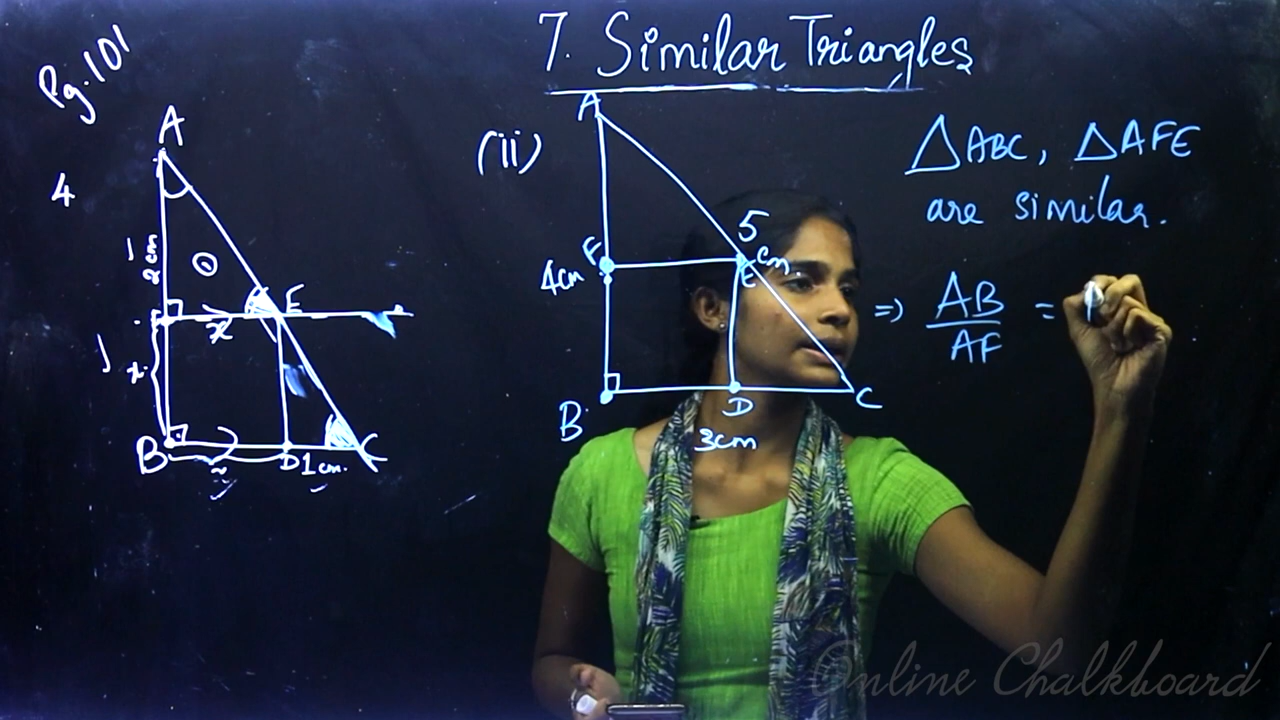 7. Similar Triangles
Pg.101
4
A
2cm
x
E
x
B
D
1cm.
C
(ii)
A
F
5
cm
E
4cm
B
D
C
3cm
△ABC, △AFE
are similar.
⇒ AB
AF
=
Online Chalkboard